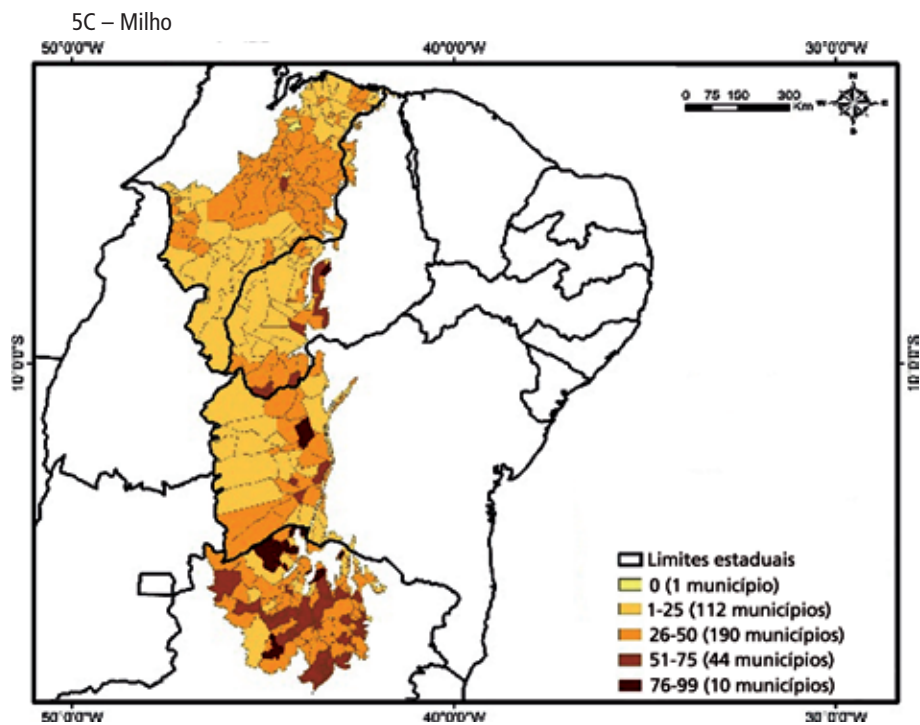 5C – Milho
50°0'0"W 40°0'0"W 30°0'0"W
0 75 150 300
Km
N
W E
S
10°0'0"S 10°0'0"S
Limites estaduais
0 (1 município)
1-25 (112 municípios)
26-50 (190 municípios)
51-75 (44 municípios)
76-99 (10 municípios)
50°0'0"W 40°0'0"W 30°0'0"W